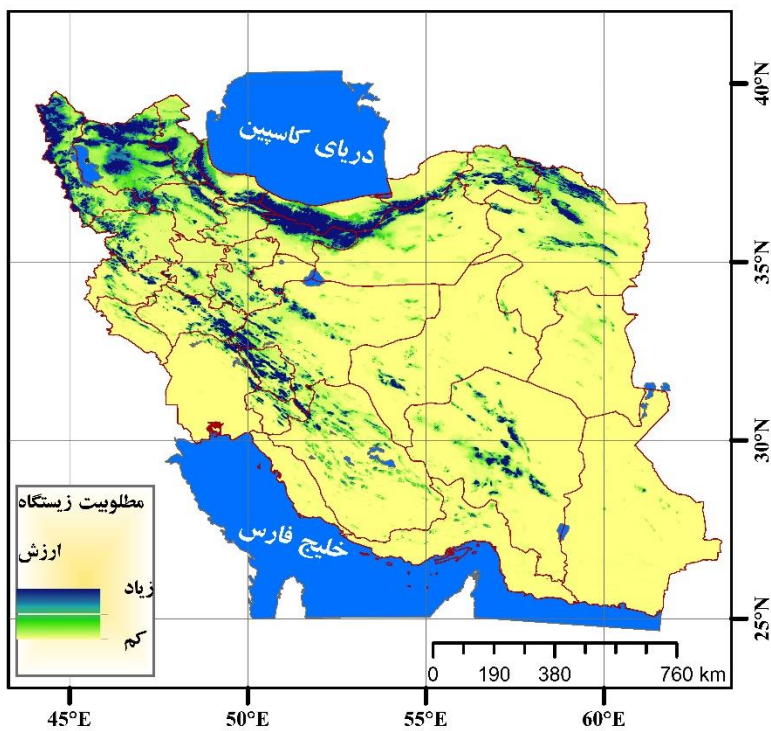 دریای کاسپین
40°N
35°N
30°N
25°N
خلیج فارس
مطلوبیت زیستگاه
ارزش
زیاد
کم
0 190 380 760 km
45°E 50°E 55°E 60°E